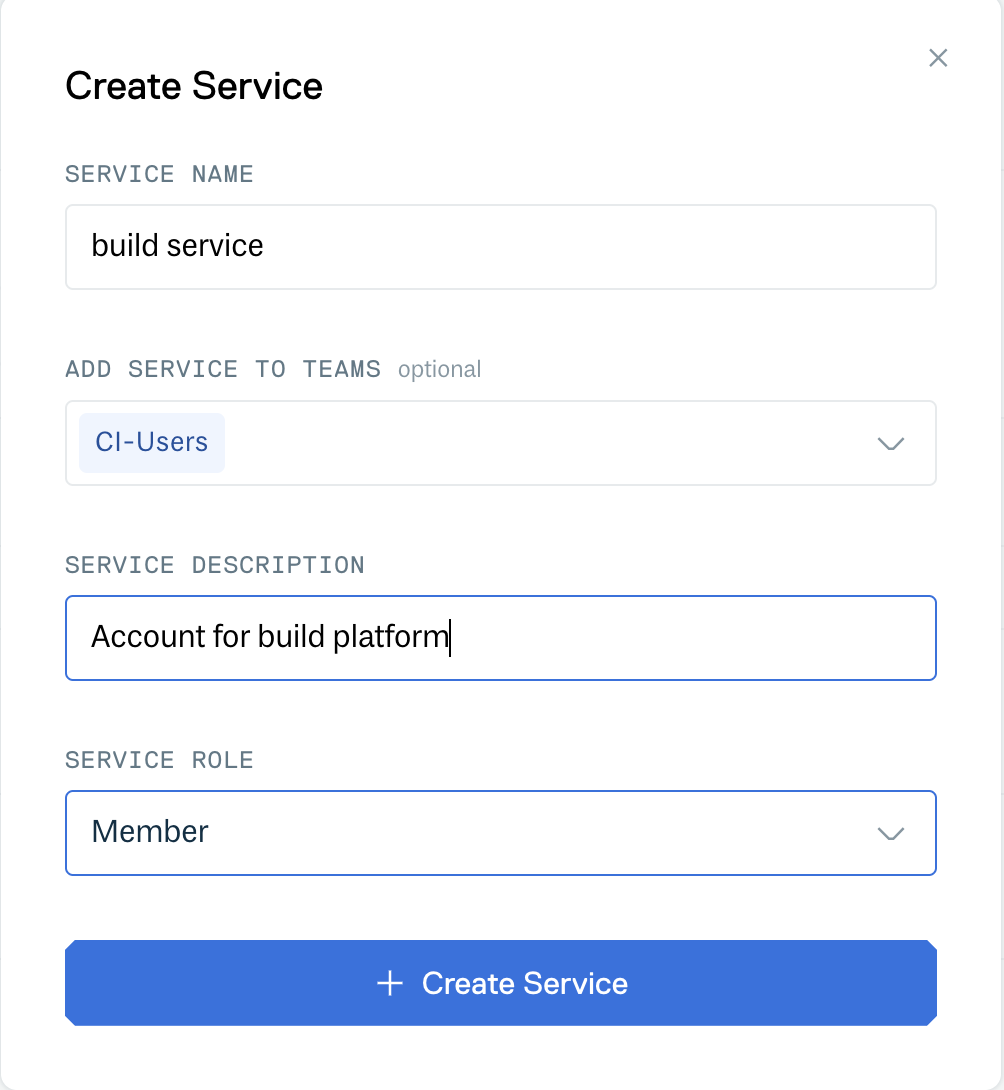 Create Service
SERVICE NAME
build service
ADD SERVICE TO TEAMS optional
CI-Users
SERVICE DESCRIPTION
Account for build platform
SERVICE ROLE
Member
+ Create Service